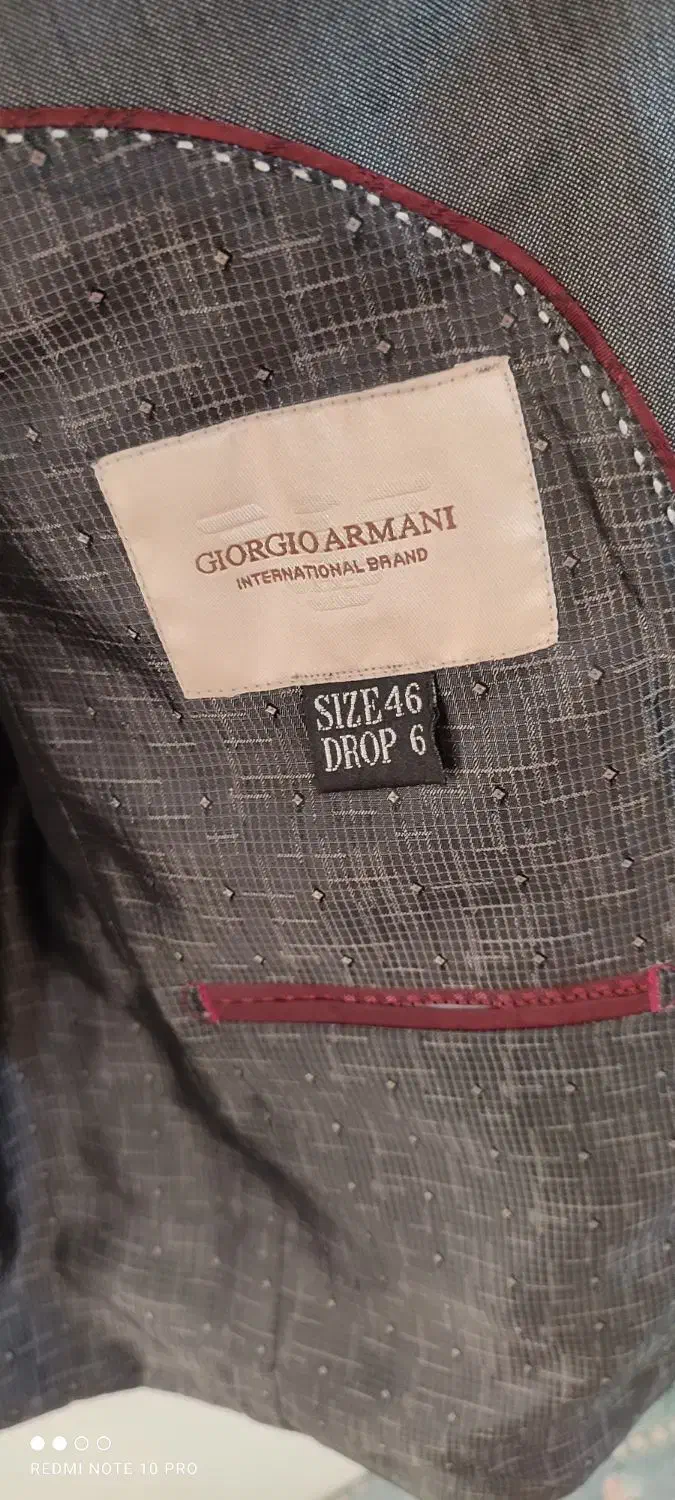 GIORGIO ARMANI
INTERNATIONAL BRAND
SIZE 46
DROP 6
REDMI NOTE 10 PRO